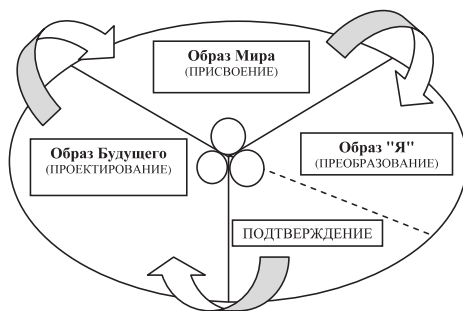 Образ Мира
(ПРИСВОЕНИЕ)
Образ Будущего
(ПРОЕКТИРОВАНИЕ)
Образ "Я"
(ПРЕОБРАЗОВАНИЕ)
ПОДТВЕРЖДЕНИЕ